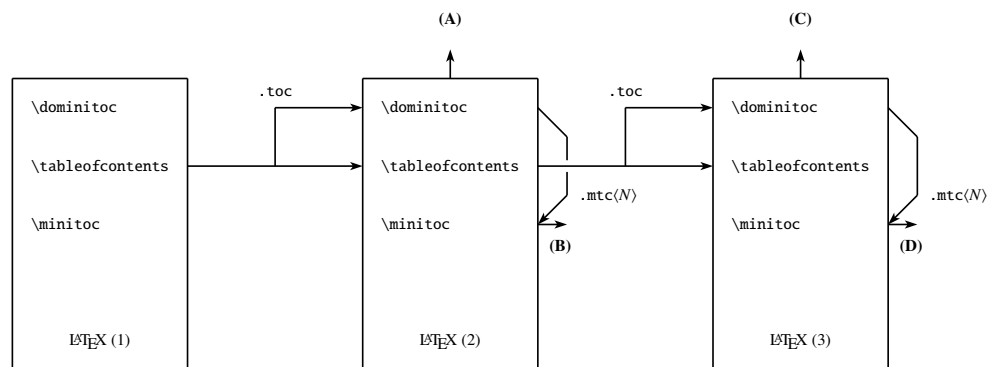 (A) (C)
.toc .toc
\dominitoc \dominitoc \dominitoc
\tableofcontents \tableofcontents \tableofcontents
.mtc⟨N⟩ .mtc⟨N⟩
\minitoc \minitoc \minitoc
(B) (D)
LATEX (1) LATEX (2) LATEX (3)